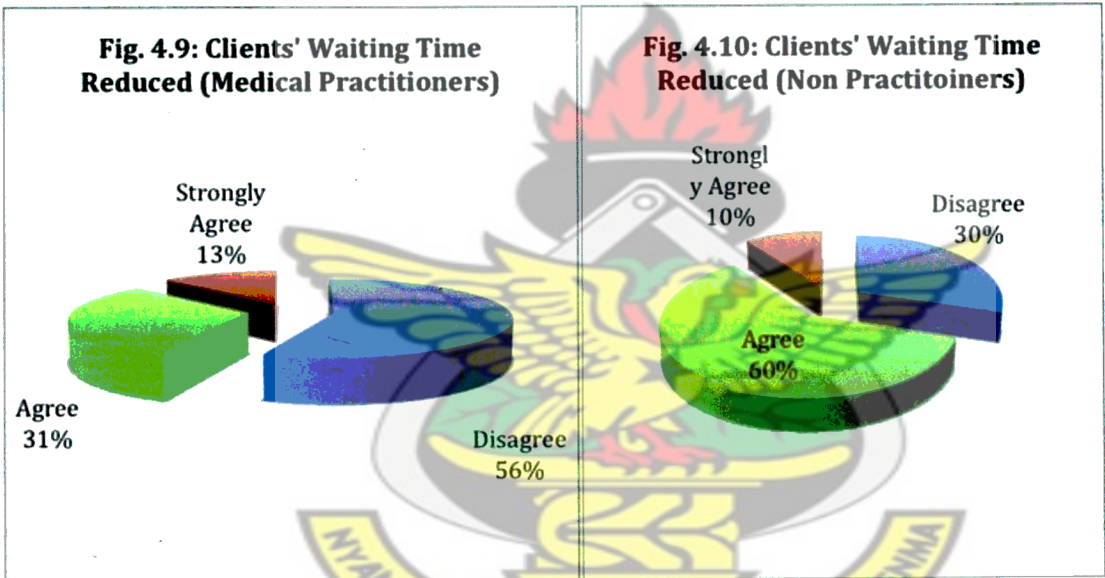 Fig. 4.9: Clients' Waiting Time
Reduced (Medical Practitioners)
Strongly
Agree
13%
Agree
31%
Disagree
56%
Fig. 4.10: Clients' Waiting Time
Reduced (Non Practitoiners)
Strongl
y Agree
10%
Disagree
30%
Agree
60%